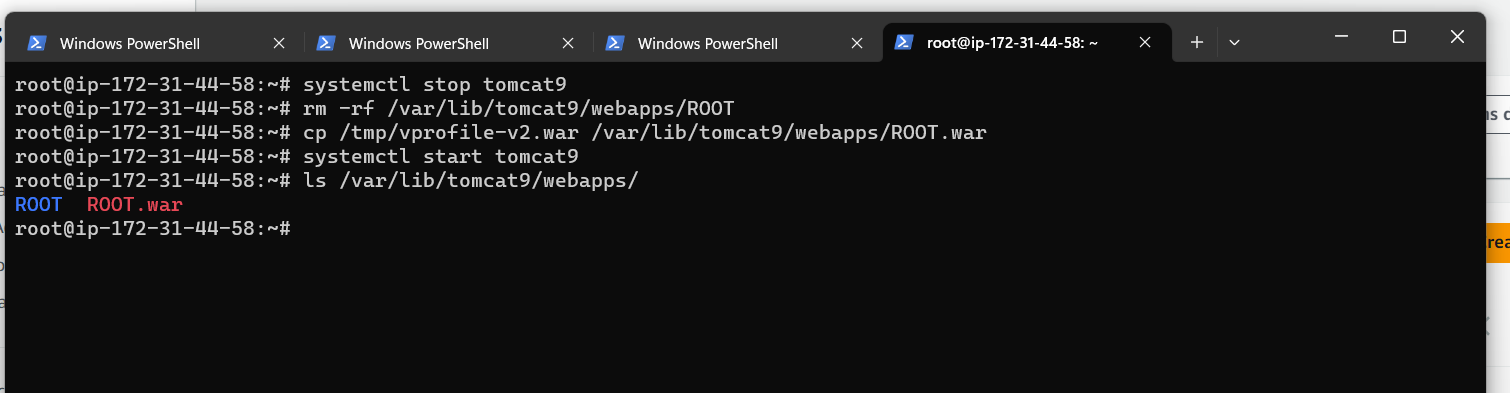 Windows PowerShell
Windows PowerShell
Windows PowerShell
root@ip-172-31-44-58: ~
root@ip-172-31-44-58:~# systemctl stop tomcat9
root@ip-172-31-44-58:~# rm -rf /var/lib/tomcat9/webapps/ROOT
root@ip-172-31-44-58:~# cp /tmp/vprofile-v2.war /var/lib/tomcat9/webapps/ROOT.war
root@ip-172-31-44-58:~# systemctl start tomcat9
root@ip-172-31-44-58:~# ls /var/lib/tomcat9/webapps/
ROOT  ROOT.war
root@ip-172-31-44-58:~#